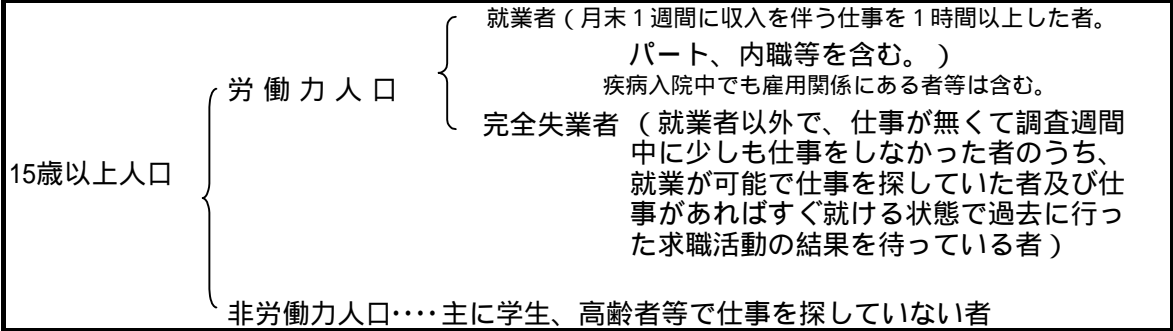 就業者(月末1週間に収入を伴う仕事を1時間以上した者。
パート、内職等を含む。)
労働力人口
疾病入院中でも雇用関係にある者等は含む。
完全失業者 (就業者以外で、仕事が無くて調査週間
中に少しも仕事をしなかった者のうち、
15歳以上人口
就業が可能で仕事を探していた者及び仕
事があればすぐ就ける状態で過去に行っ
た求職活動の結果を待っている者)
非労働力人口‥‥主に学生、高齢者等で仕事を探していない者